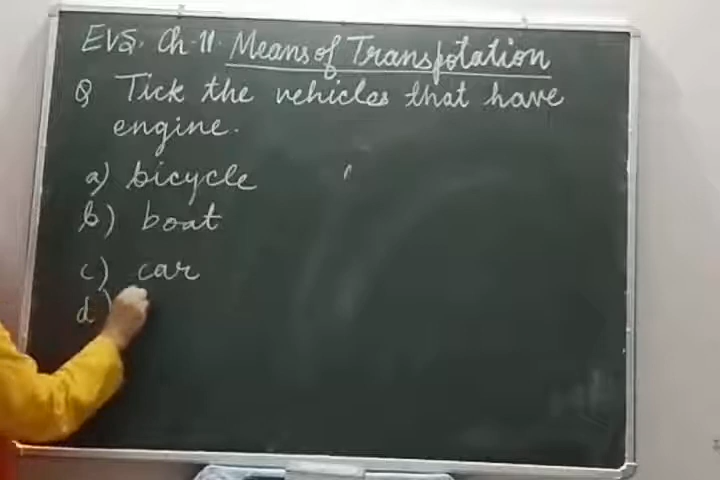 EVS. Ch-11. Means of Transpotation
Q Tick the vehicles that have
engine.
a) bicycle
b) boat
c) car
d)